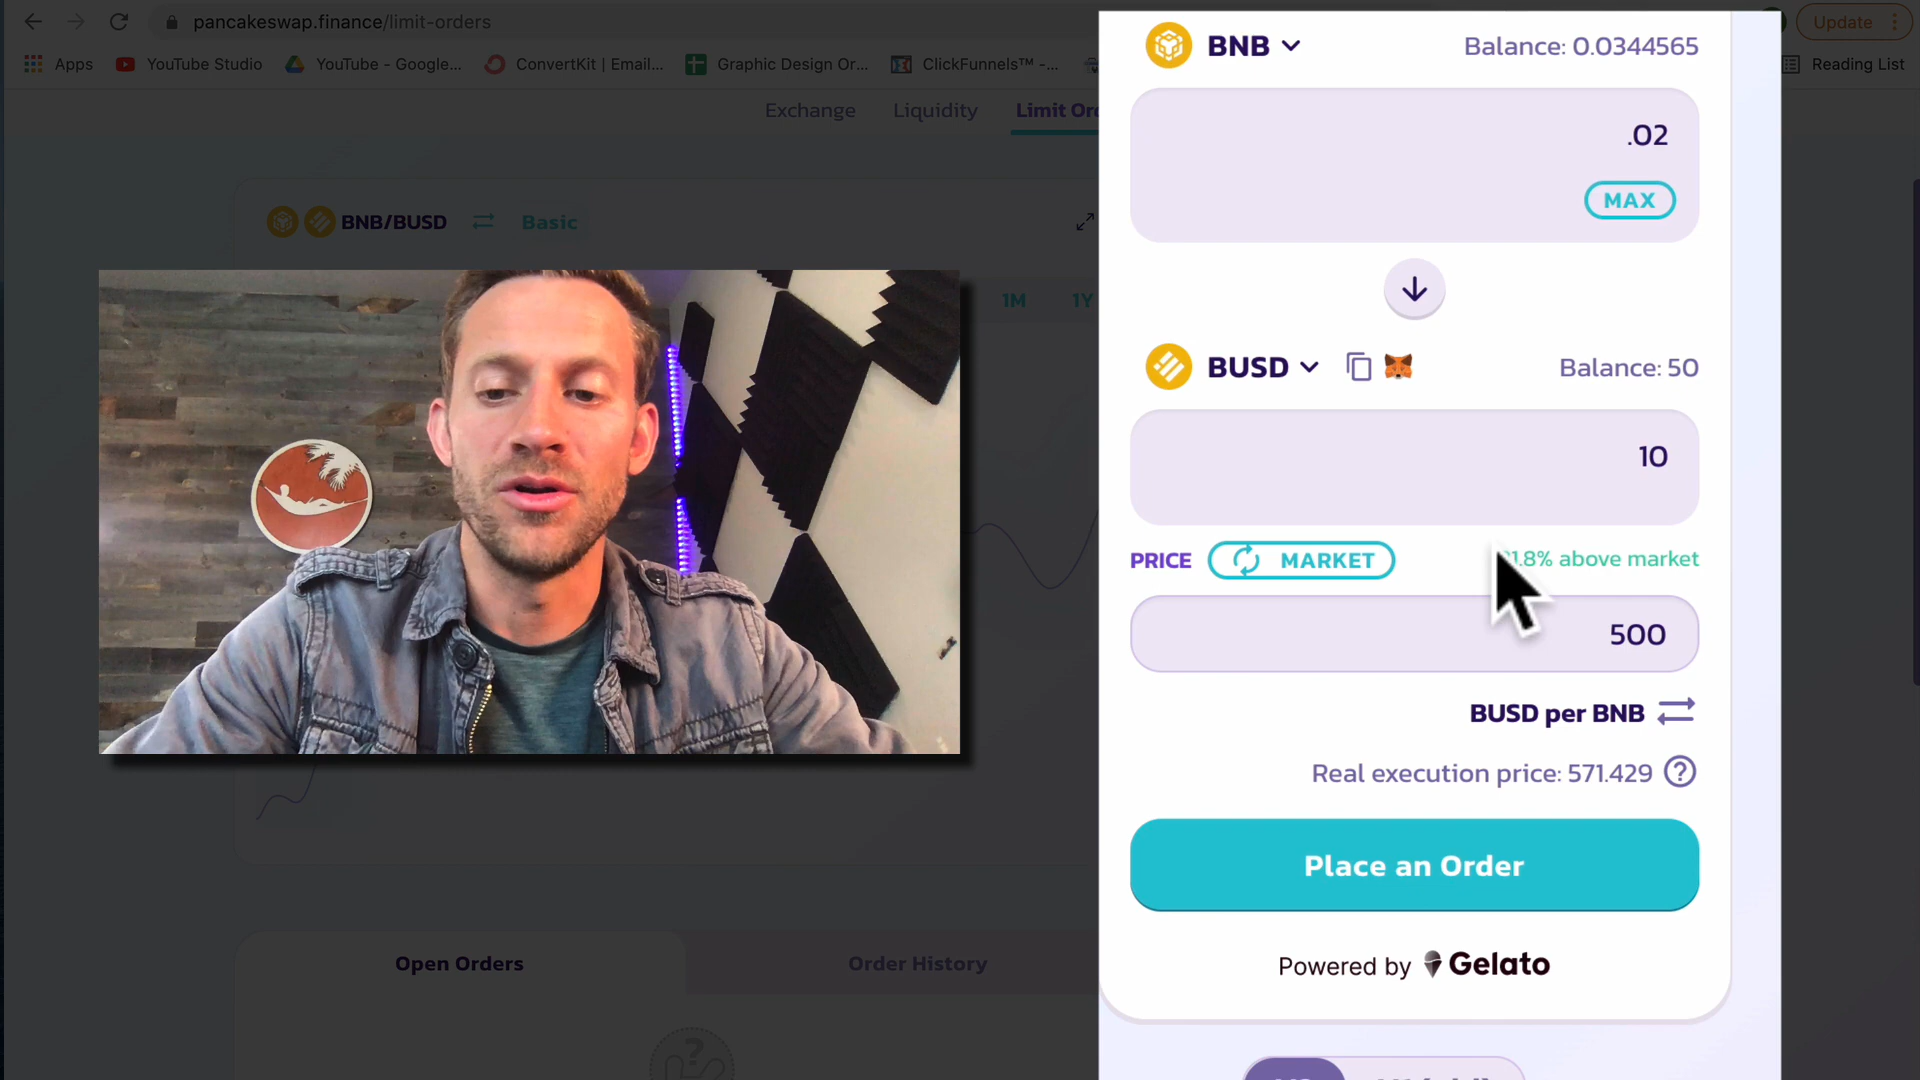 pancakeswap.finance/limit-orders
Update
Apps
YouTube Studio
YouTube - Google...
ConvertKit | Email...
Graphic Design Or...
ClickFunnels™ -...
Reading List
Exchange
Liquidity
Limit
BNB/BUSD
Basic
1M
1Y
BNB
Balance: 0.0344565
.02
MAX
BUSD
Balance: 50
10
PRICE
MARKET
above market
500
BUSD per BNB
Real execution price: 571.429
?
Place an Order
Powered by Gelato
Open Orders
Order History
?